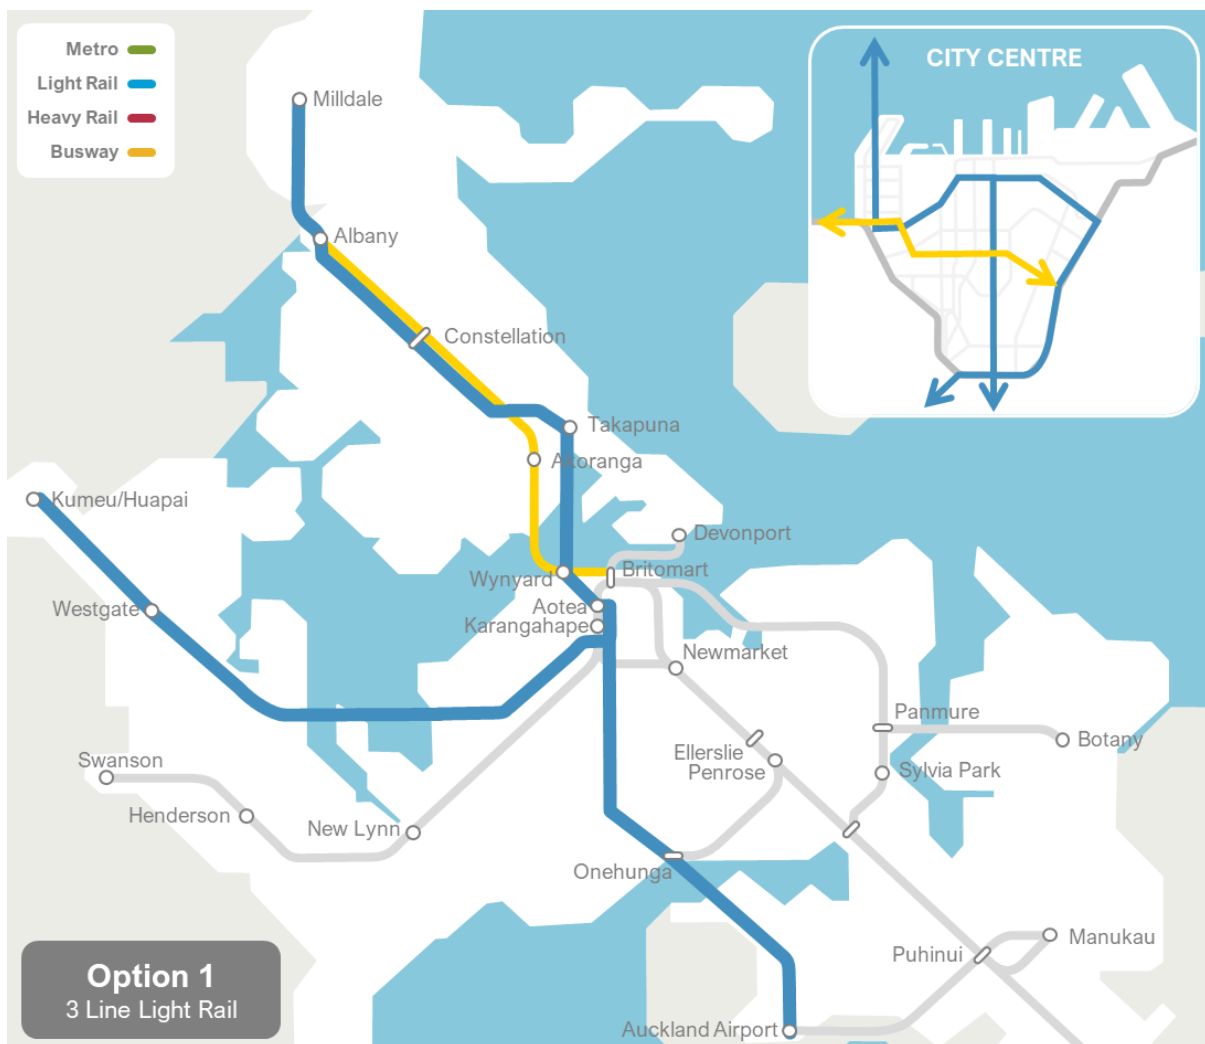 Metro
Light Rail
Heavy Rail
Busway
CITY CENTRE
Milldale
Albany
Constellation
Takapuna
Akoranga
Kumeu/Huapai
Devonport
Wynyard
Britomart
Aotea
Westgate
Karangahape
Newmarket
Panmure
Botany
Ellerslie
Swanson
Penrose
Sylvia Park
Henderson
New Lynn
Onehunga
Manukau
Puhinui
Option 1
3 Line Light Rail
Auckland Airport